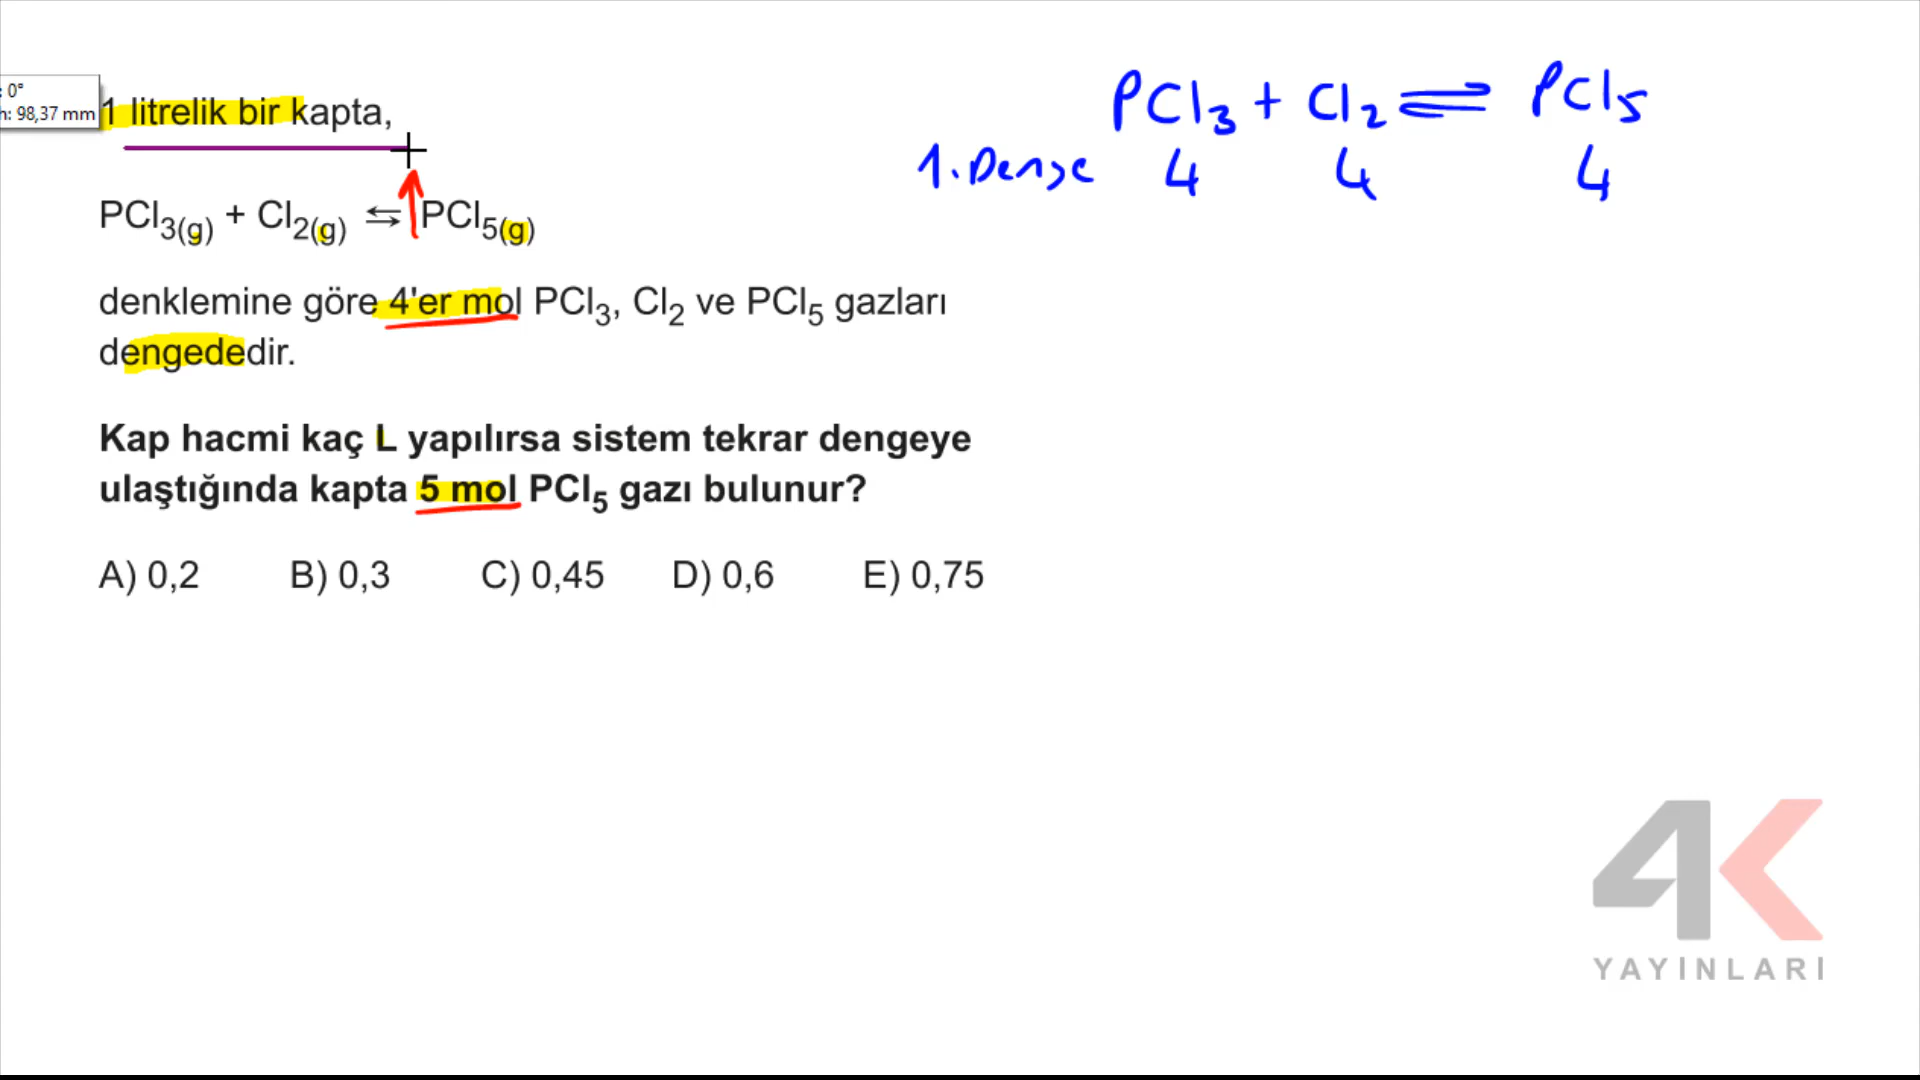 : 0°
h: 98,37 mm
1 litrelik bir kapta,
PCl3(g) + Cl2(g) ⇆ PCl5(g)
denklemine göre 4'er mol PCl3, Cl2 ve PCl5 gazları
dengededir.
Kap hacmi kaç L yapılırsa sistem tekrar dengeye
ulaştığında kapta 5 mol PCl5 gazı bulunur?
A) 0,2 B) 0,3 C) 0,45 D) 0,6 E) 0,75
PCl3 + Cl2 ⇌ PCl5
1. Denge 4 4 4
4K
YAYINLARI